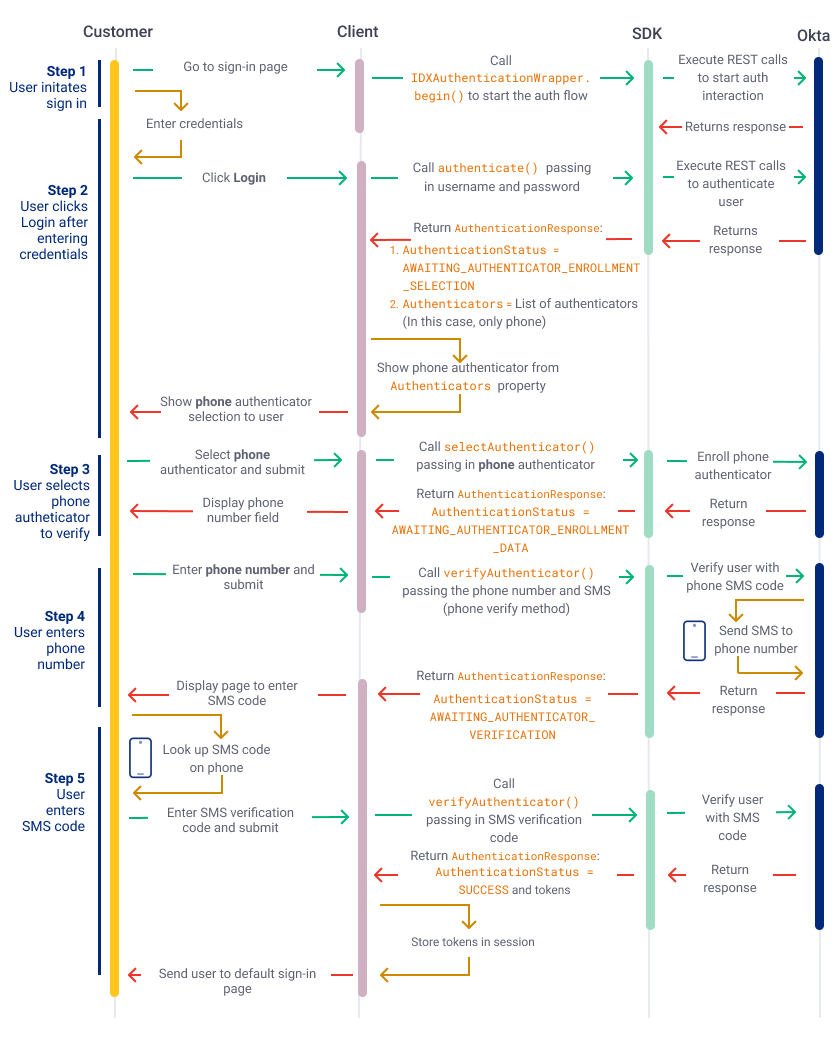 Customer
Client
SDK
Okta
Step 1
User initates
sign in
Go to sign-in page
Call
IDXAuthenticationWrapper.
begin() to start the auth flow
Execute REST calls
to start auth
interaction
Returns response
Enter credentials
Step 2
User clicks
Login after
entering
credentials
Click Login
Call authenticate() passing
in username and password
Execute REST calls
to authenticate
user
Returns
response
Return AuthenticationResponse:
1. AuthenticationStatus =
AWAITING_AUTHENTICATOR_ENROLLMENT
_SELECTION
2. Authenticators = List of authenticators
(In this case, only phone)
Show phone authenticator from
Authenticators property
Show phone authenticator
selection to user
Step 3
User selects
phone
autheticator
to verify
Select phone
authenticator and submit
Call selectAuthenticator()
passing in phone authenticator
Enroll phone
authenticator
Return
response
Return AuthenticationResponse:
AuthenticationStatus =
AWAITING_AUTHENTICATOR_ENROLLMENT
_DATA
Display phone
number field
Step 4
User enters
phone
number
Enter phone number and
submit
Call verifyAuthenticator()
passing the phone number and SMS
(phone verify method)
Verify user with
phone SMS code
Send SMS to
phone number
Return
response
Return AuthenticationResponse:
AuthenticationStatus =
AWAITING_AUTHENTICATOR_
VERIFICATION
Display page to enter
SMS code
Step 5
User
enters
SMS code
Look up SMS code
on phone
Enter SMS verification
code and submit
Call
verifyAuthenticator()
passing in SMS verification
code
Verify user
with SMS
code
Return
response
Return AuthenticationResponse:
AuthenticationStatus =
SUCCESS and tokens
Store tokens in session
Send user to default sign-in
page